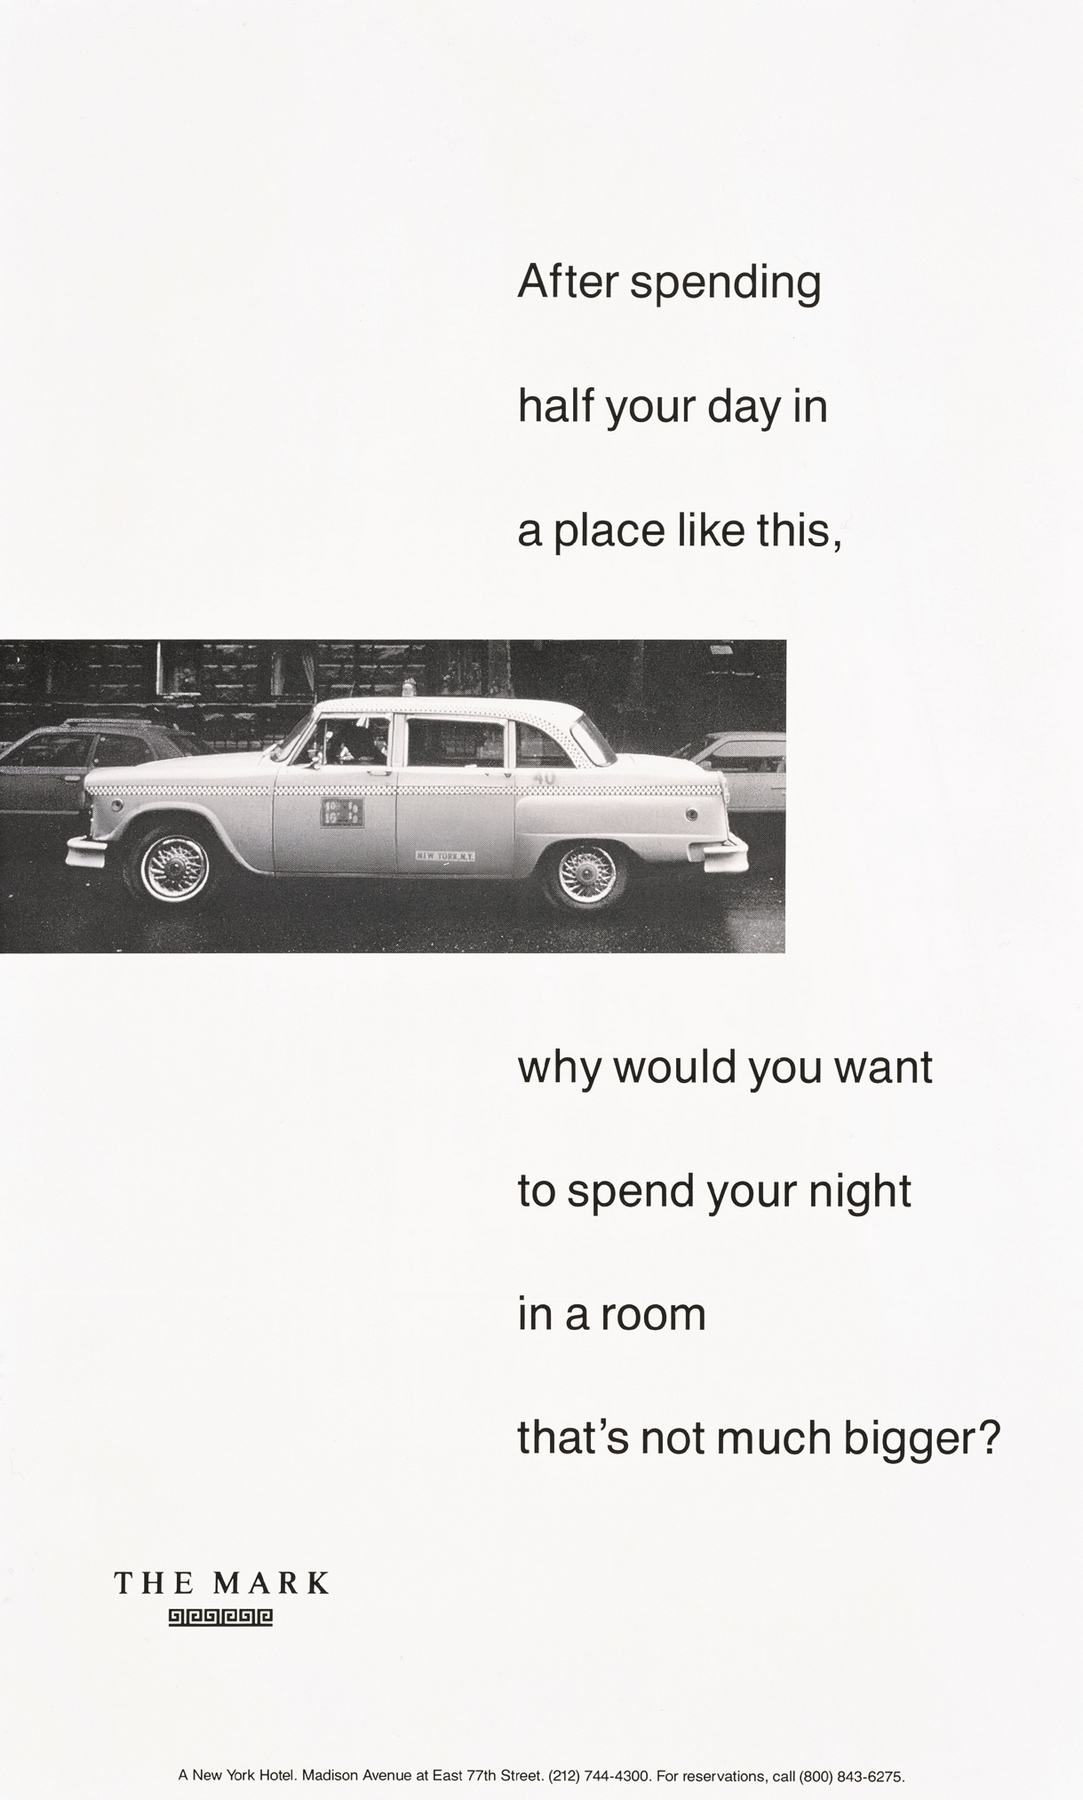 After spending
half your day in
a place like this,
40
NEW YORK, N.Y.
why would you want
to spend your night
in a room
that's not much bigger?
THE MARK
A New York Hotel. Madison Avenue at East 77th Street. (212) 744-4300. For reservations, call (800) 843-6275.